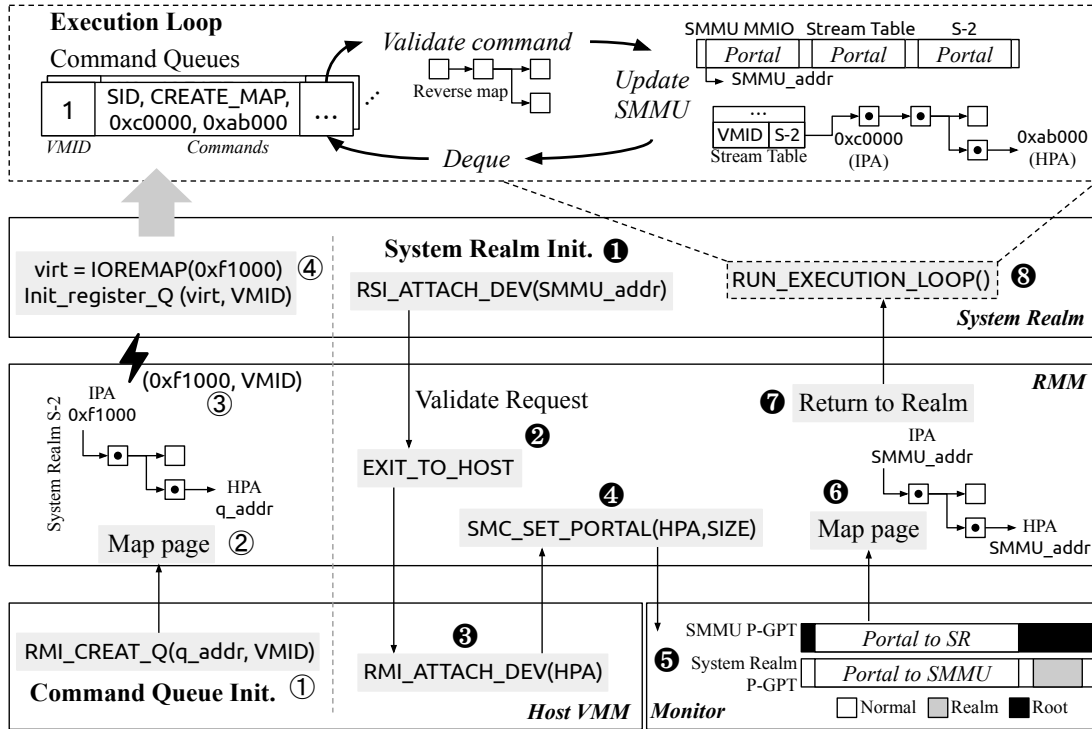 Execution Loop
Command Queues
1
SID, CREATE_MAP,
0xc0000, 0xab000
...
...
VMID
Commands
Validate command
Reverse map
Update
SMMU
Deque
SMMU MMIO Stream Table S-2
Portal Portal Portal
SMMU_addr
...
VMID S-2
Stream Table
0xc0000
(IPA)
0xab000
(HPA)
virt = IOREMAP(0xf1000)
Init_register_Q (virt, VMID)
④
System Realm Init. ❶
RSI_ATTACH_DEV(SMMU_addr)
RUN_EXECUTION_LOOP()
❽
System Realm
(0xf1000, VMID)
③
System Realm S-2
IPA
0xf1000
HPA
q_addr
Map page ②
Validate Request
❷
EXIT_TO_HOST
❹
SMC_SET_PORTAL(HPA,SIZE)
RMM
❼ Return to Realm
IPA
SMMU_addr
❻
Map page
HPA
SMMU_addr
RMI_CREAT_Q(q_addr, VMID)
Command Queue Init. ①
❸
RMI_ATTACH_DEV(HPA)
Host VMM
❺
SMMU P-GPT
Portal to SR
System Realm
P-GPT
Portal to SMMU
Monitor
Normal Realm Root